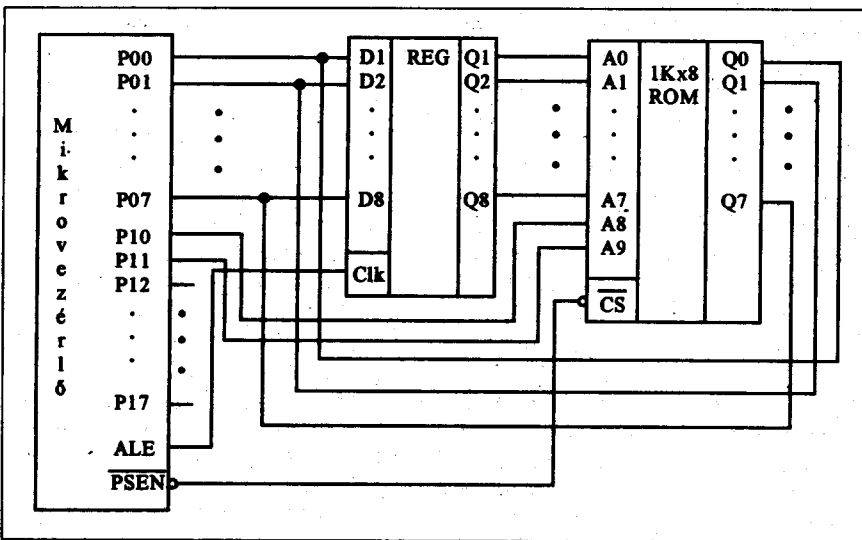 Mikrovezérlő
P00
P01
P07
P10
P11
P12
P17
ALE
PSEN
D1
D2
D8
Clk
REG
Q1
Q2
Q8
A0
A1
A7
A8
A9
CS
1Kx8
ROM
Q0
Q1
Q7